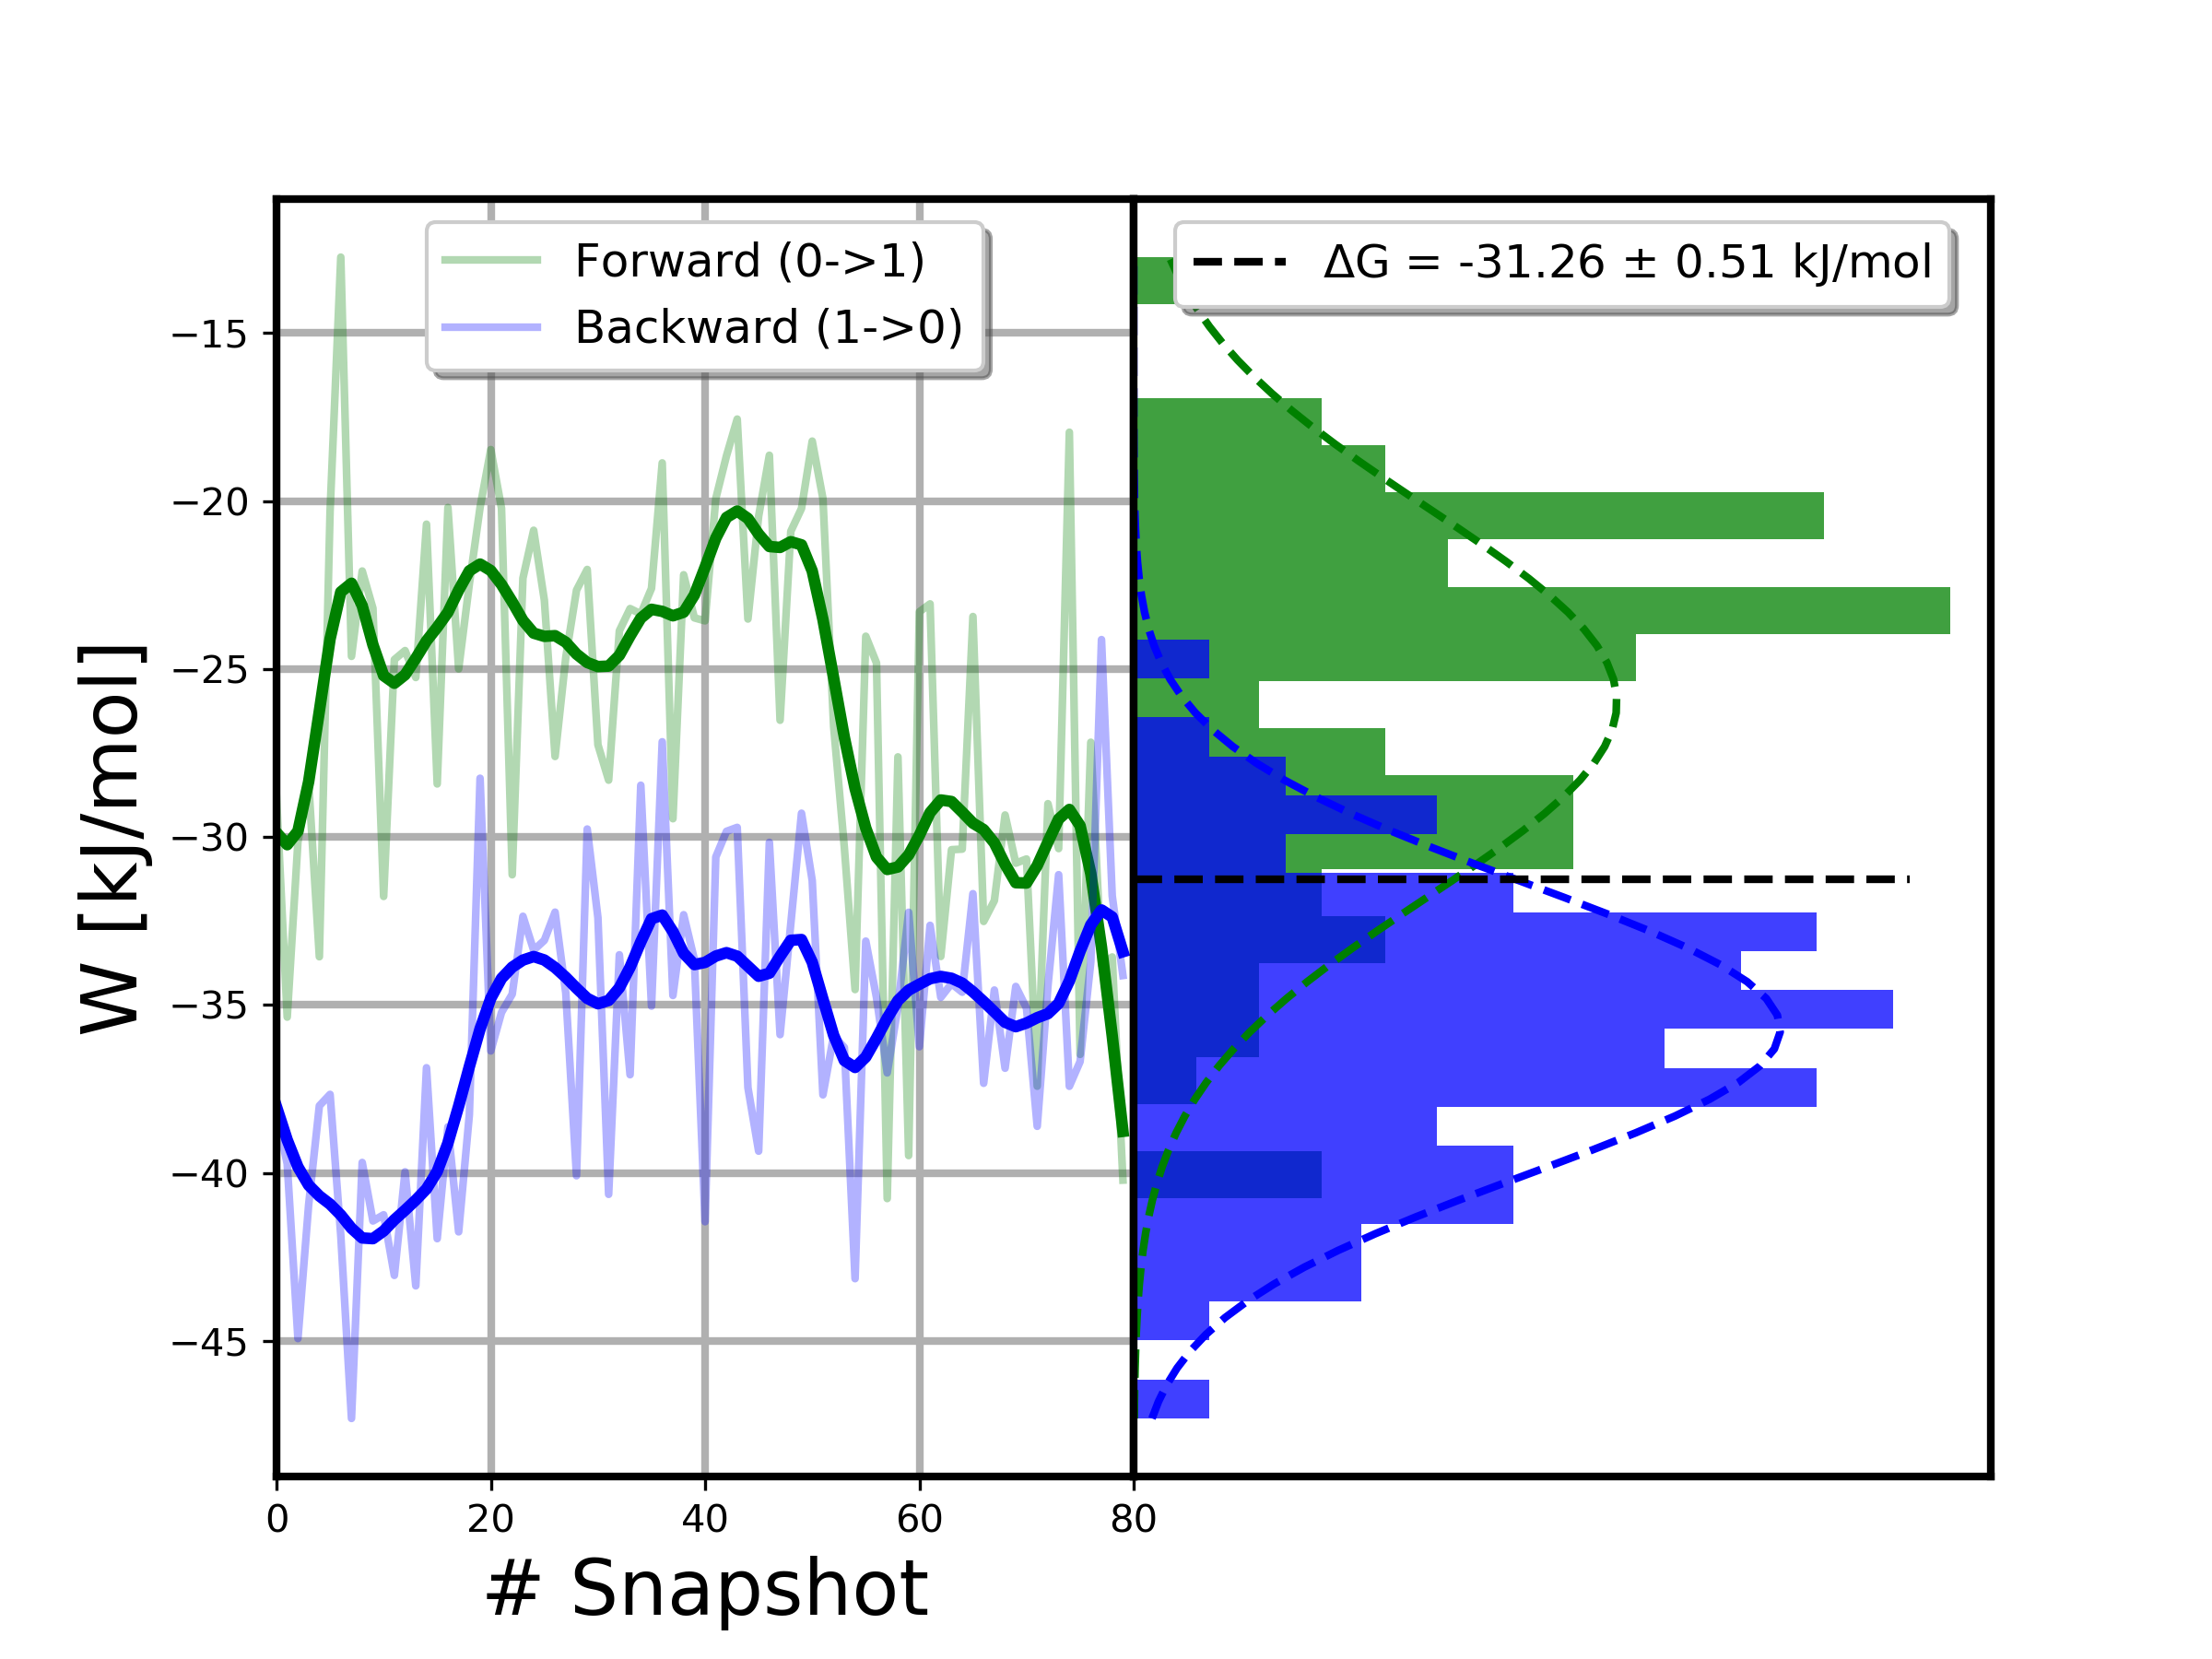 Forward (0->1)
Backward (1->0)
ΔG = -31.26 ± 0.51 kJ/mol
W [kJ/mol]
−15
−20
−25
−30
−35
−40
−45
0 20 40 60 80
# Snapshot